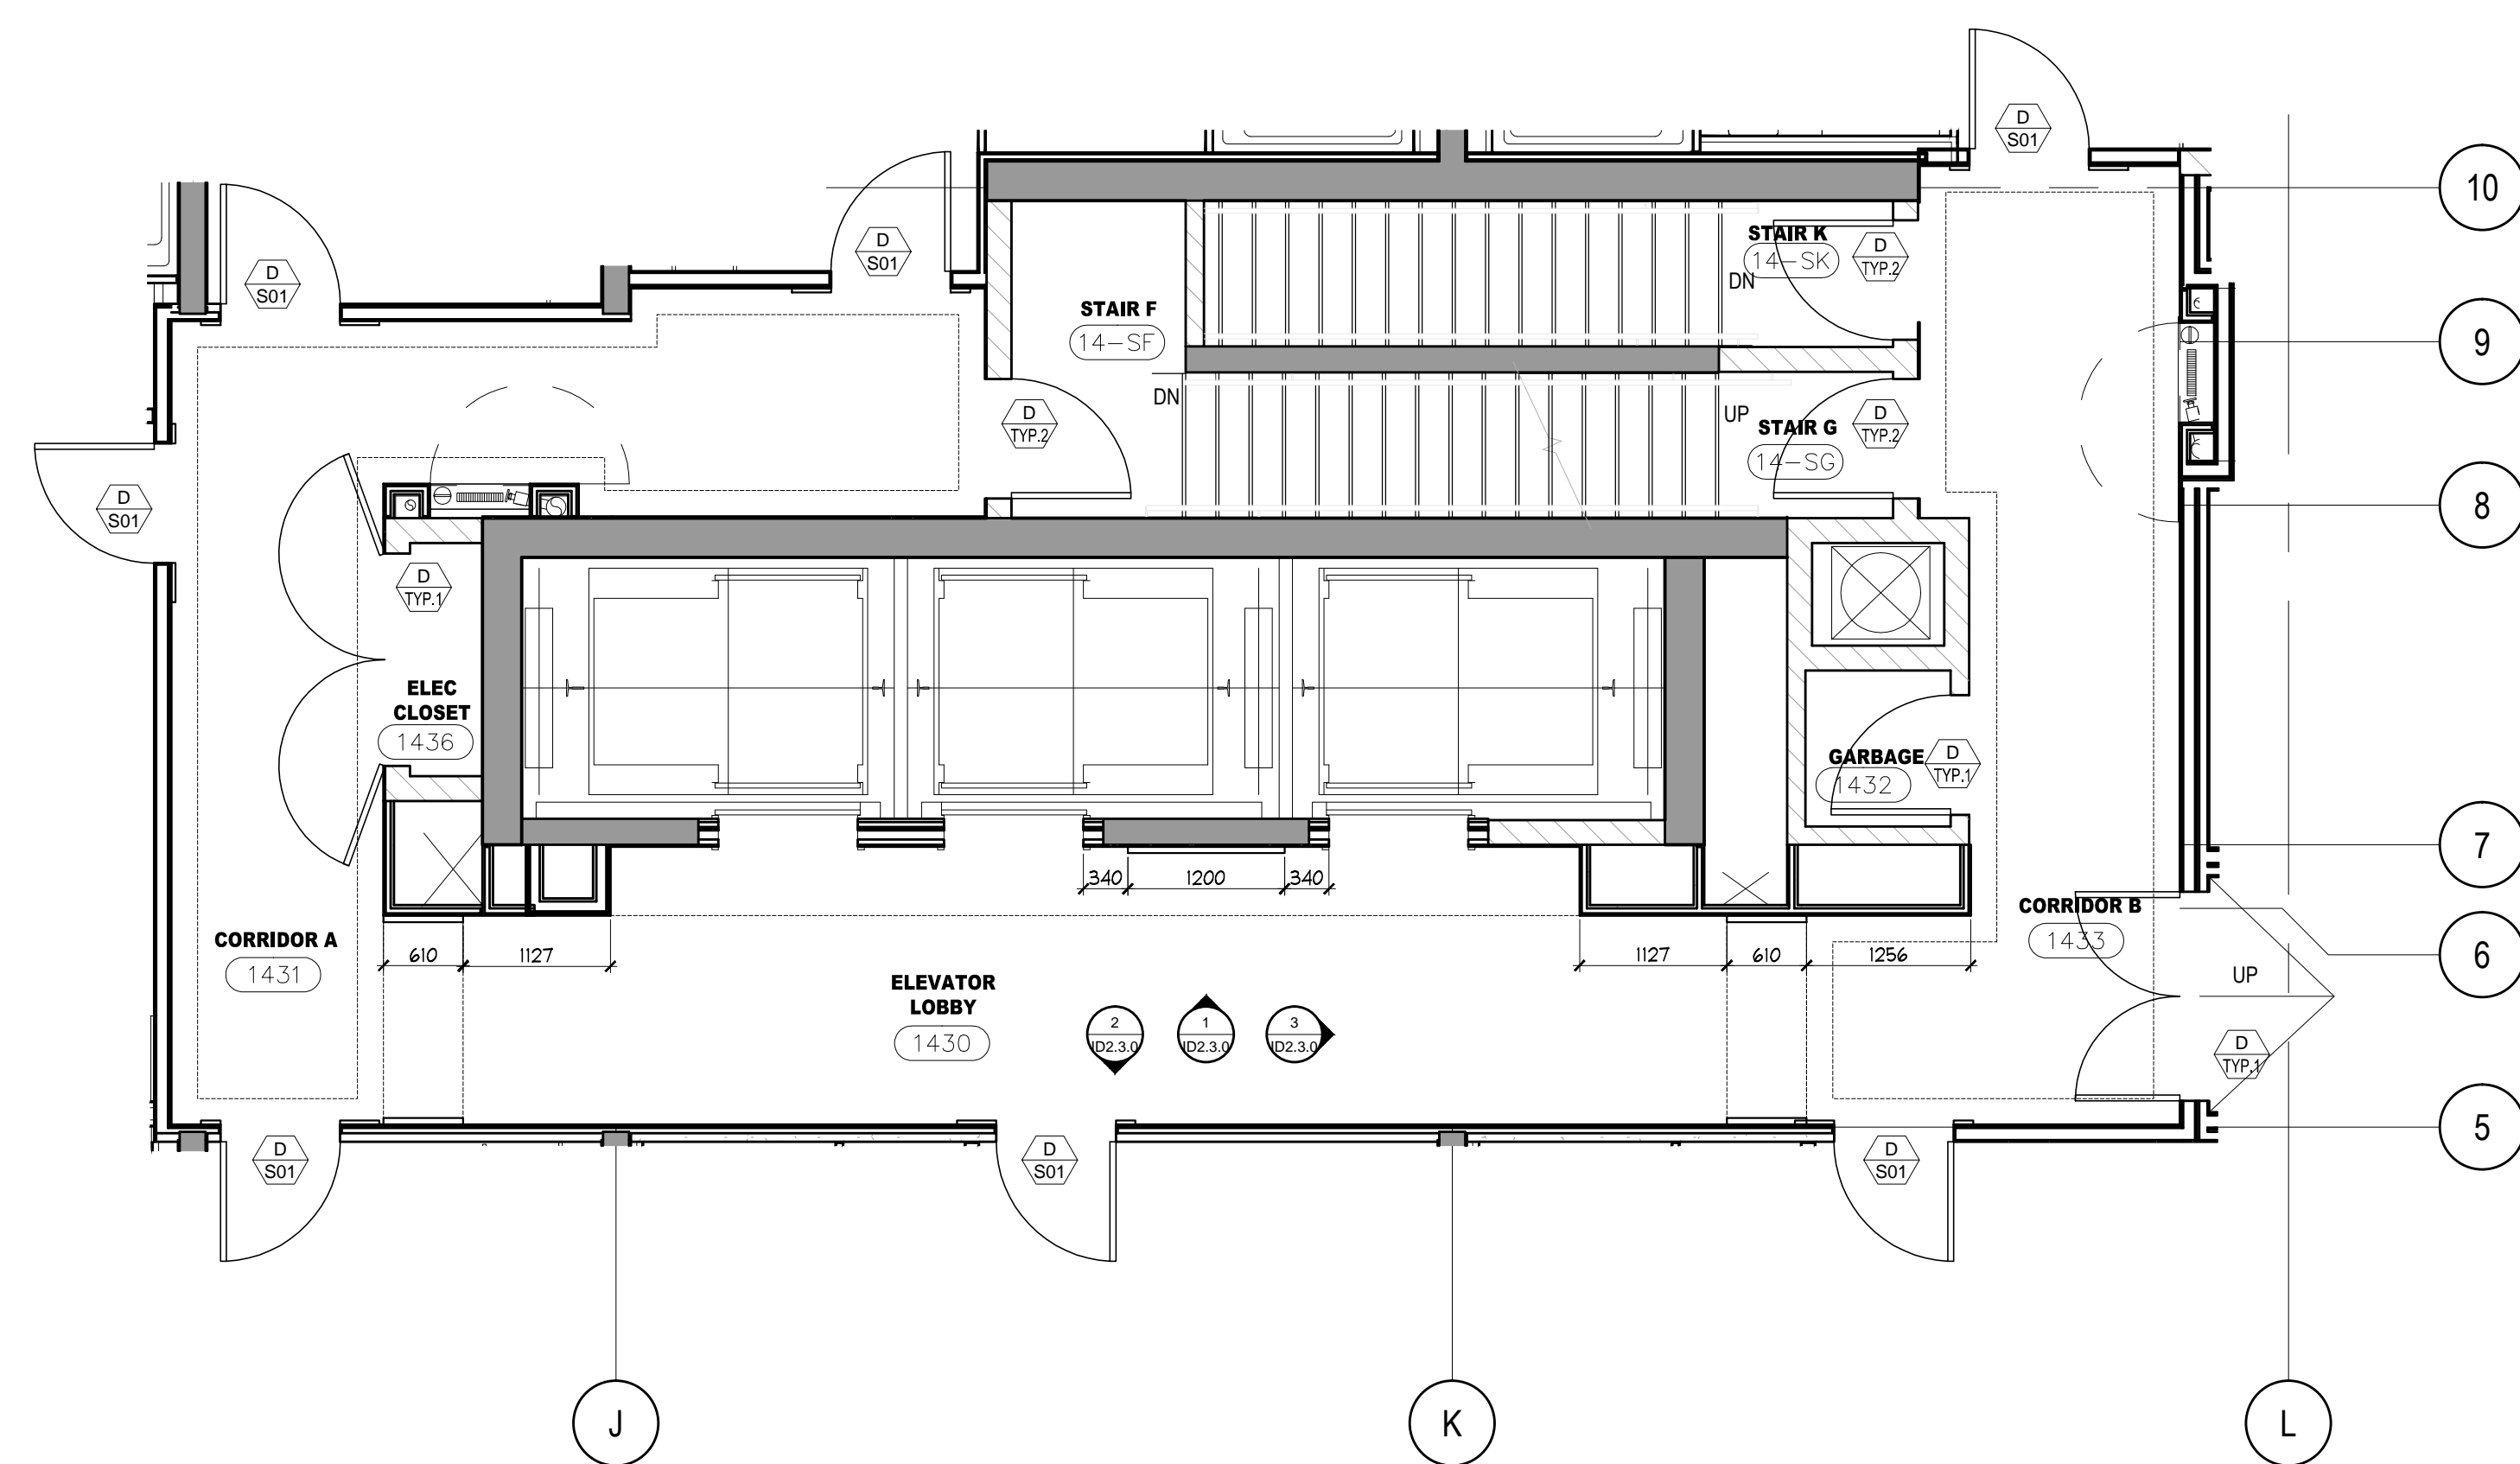 D
S01
10
STAIR K
14-SK
D
TYP.2
DN
D
S01
D
S01
STAIR F
14-SF
9
DN
D
TYP.2
UP
STAIR G
14-SG
D
TYP.2
D
S01
8
D
TYP.1
ELEC
CLOSET
1436
GARBAGE
1432
D
TYP.1
7
340
1200
340
CORRIDOR B
1433
CORRIDOR A
1431
610
1127
1127
610
1256
6
ELEVATOR
LOBBY
1430
UP
2
ID2.3.0
1
ID2.3.0
3
ID2.3.0
D
TYP.1
5
D
S01
D
S01
D
S01
J
K
L